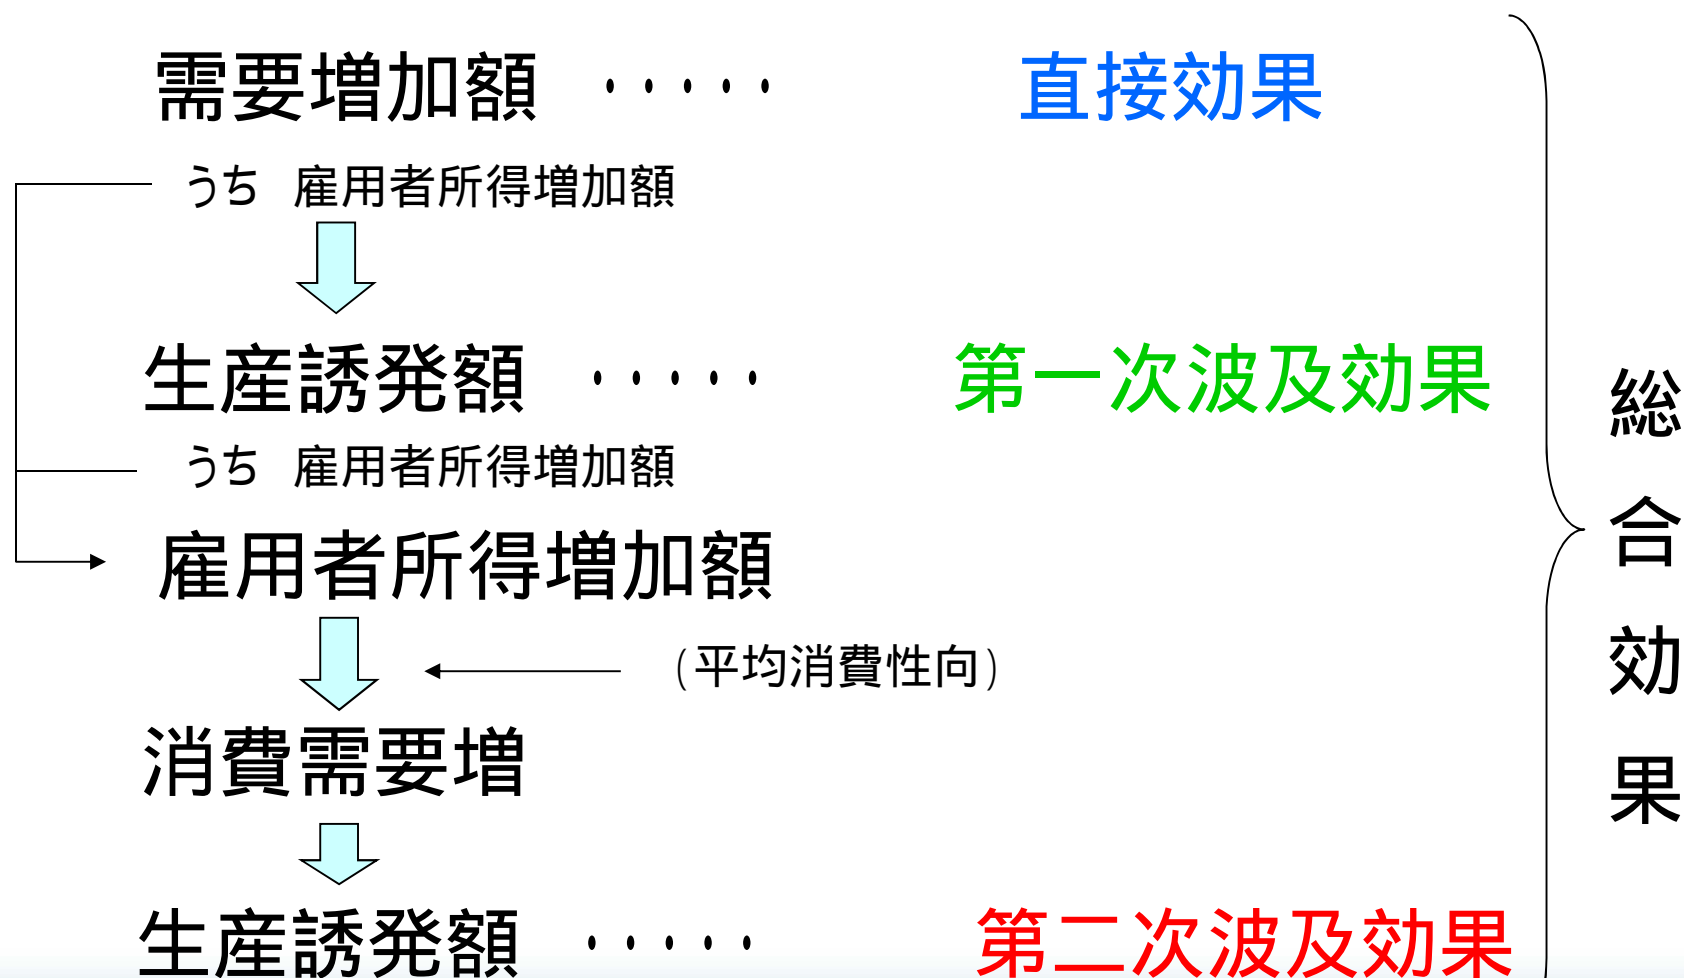 需要増加額 ・・・・・ 直接効果
うち 雇用者所得増加額
生産誘発額 ・・・・・ 第一次波及効果
うち 雇用者所得増加額
雇用者所得増加額
(平均消費性向)
消費需要増
生産誘発額 ・・・・・ 第二次波及効果
総合効果